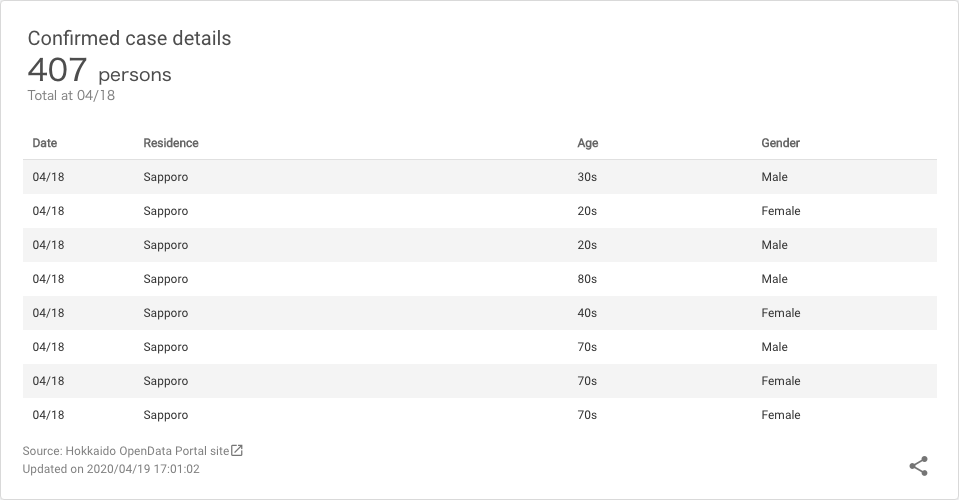 Confirmed case details
407 persons
Total at 04/18
Date Residence Age Gender
04/18 Sapporo 30s Male
04/18 Sapporo 20s Female
04/18 Sapporo 20s Male
04/18 Sapporo 80s Male
04/18 Sapporo 40s Female
04/18 Sapporo 70s Male
04/18 Sapporo 70s Female
04/18 Sapporo 70s Female
Source: Hokkaido OpenData Portal site
Updated on 2020/04/19 17:01:02